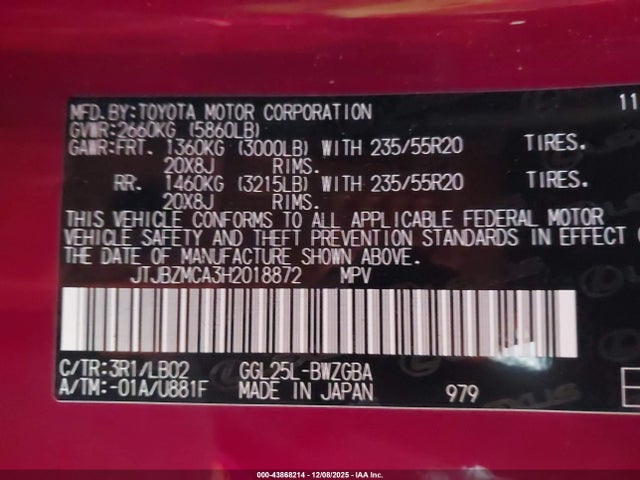 MFD.BY:TOYOTA MOTOR CORPORATION 11
GVWR:2660KG (5860LB)
GAWR:FRT. 1360KG (3000LB) WITH 235/55R20 TIRES.
20X8J RIMS.
RR. 1460KG (3215LB) WITH 235/55R20 TIRES.
20X8J RIMS.
THIS VEHICLE CONFORMS TO ALL APPLICABLE FEDERAL MOTOR
VEHICLE SAFETY AND THEFT PREVENTION STANDARDS IN EFFECT
THE DATE OF MANUFACTURE SHOWN ABOVE.
JTJBZMCA3H2018872 MPV
C/TR:3R1/LB02 GGL25L-BWZGBA
A/TM:-01A/U881F MADE IN JAPAN 979
000-43868214 - 12/08/2025 - IAA Inc.